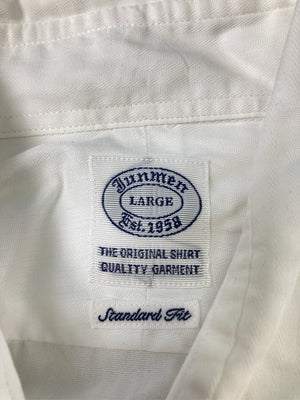 Junmen
LARGE
Est. 1958
THE ORIGINAL SHIRT
QUALITY GARMENT
Standard Fit